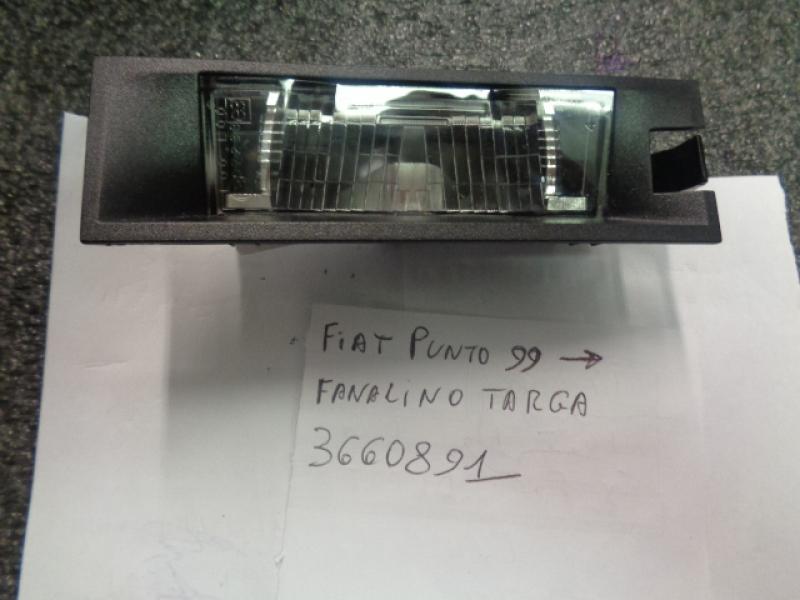 FiAT PUNTO 99 →
FANALINO TARGA
3660891